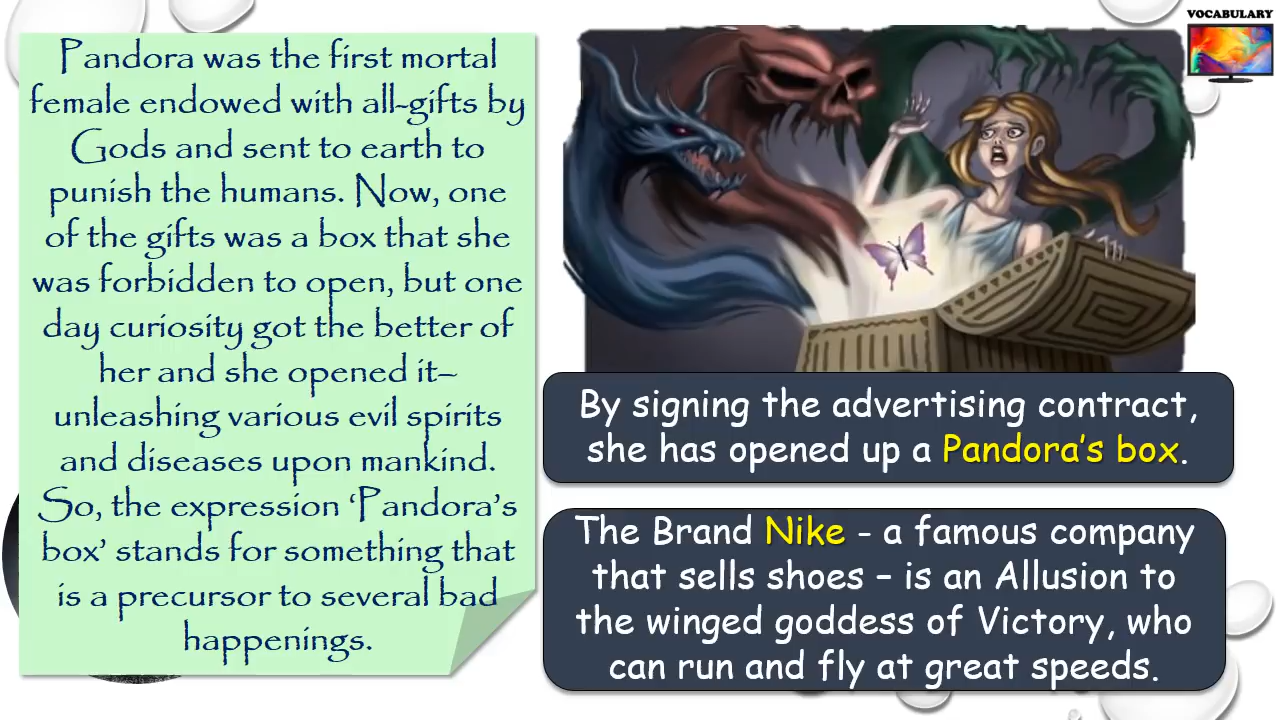 VOCABULARY
Pandora was the first mortal
female endowed with all-gifts by
Gods and sent to earth to
punish the humans. Now, one
of the gifts was a box that she
was forbidden to open, but one
day curiosity got the better of
her and she opened it–
unleashing various evil spirits
and diseases upon mankind.
So, the expression ‘Pandora’s
box’ stands for something that
is a precursor to several bad
happenings.
By signing the advertising contract,
she has opened up a Pandora’s box.
The Brand Nike - a famous company
that sells shoes – is an Allusion to
the winged goddess of Victory, who
can run and fly at great speeds.